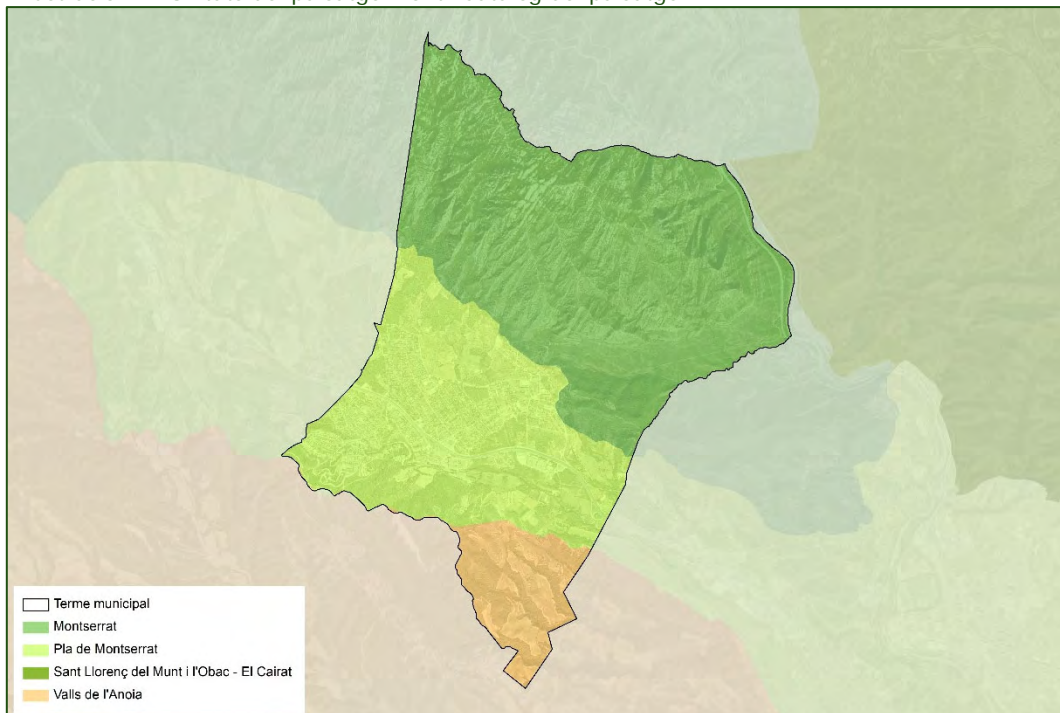 Terme municipal
Montserrat
Pla de Montserrat
Sant Llorenç del Munt i l'Obac - El Cairat
Valls de l'Anoia